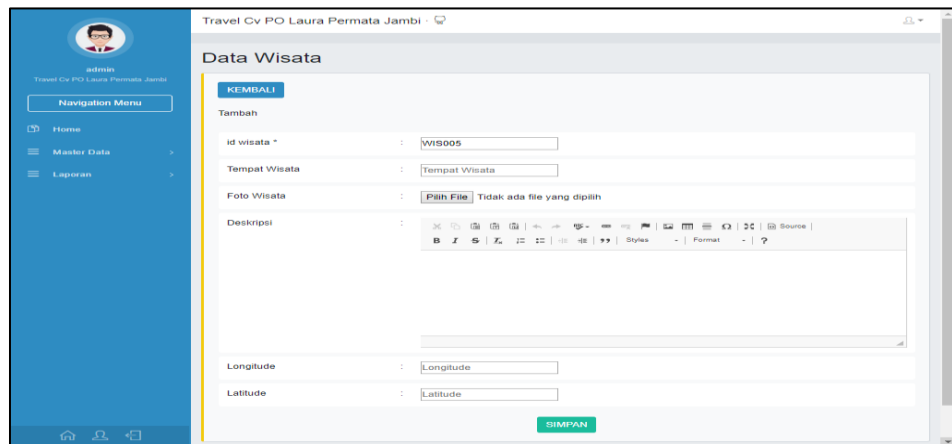 admin
Travel Cv PO Laura Permata Jambi
Navigation Menu
Home
Master Data
Laporan
Travel Cv PO Laura Permata Jambi ·
Data Wisata
KEMBALI
Tambah
id wisata * : WIS005
Tempat Wisata : Tempat Wisata
Foto Wisata : Pilih File Tidak ada file yang dipilih
Deskripsi :
Source
B I S Ix Styles Format ?
Longitude : Longitude
Latitude : Latitude
SIMPAN